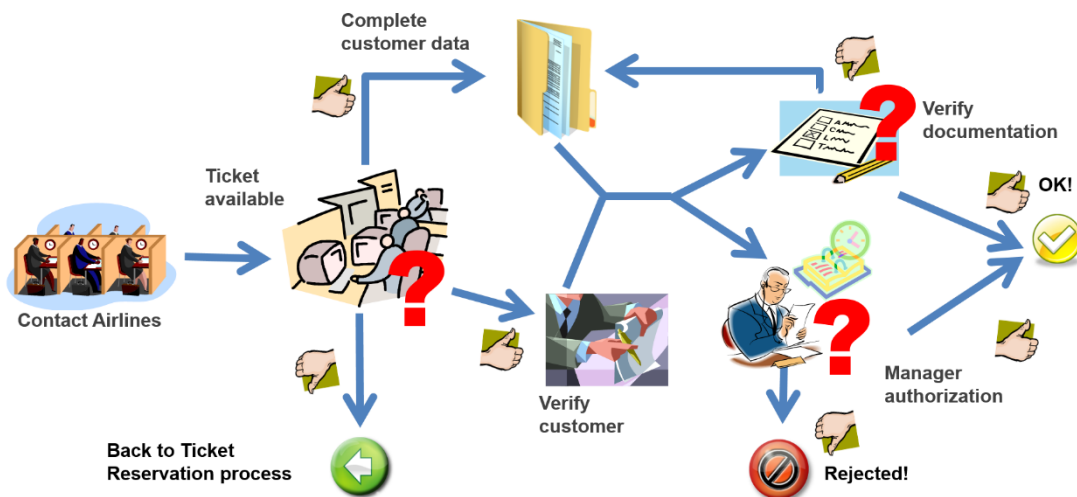 Complete
customer data
Verify
documentation
Ticket
available
OK!
Contact Airlines
Manager
authorization
Verify
customer
Back to Ticket
Reservation process
Rejected!